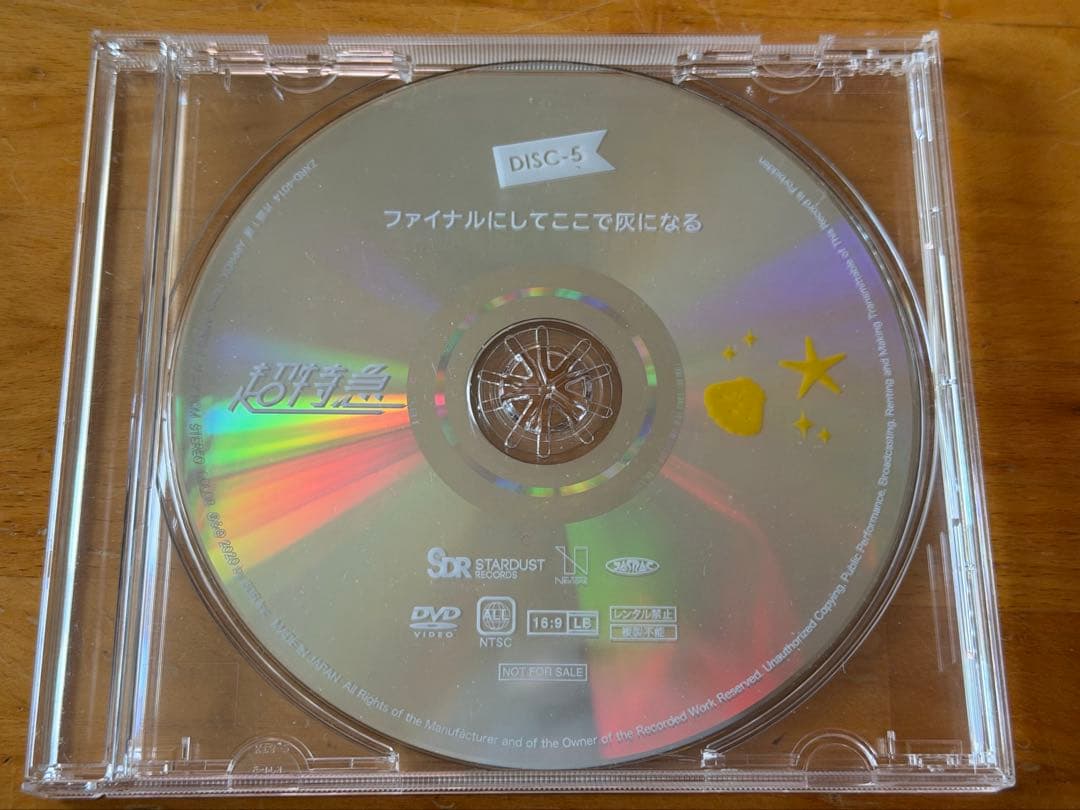 DISC-5
ファイナルにしてここで灰になる
超特急
SDR STARDUST
RECORDS
JASRAC
DVD
VIDEO
ALL
NTSC
16:9 LB
レンタル禁止
複製不能
NOT FOR SALE
MADE IN JAPAN. All Rights of the Manufacturer and of the Owner of the Recorded Work Reserved. Unauthorized Copying, Public Performance, Broadcasting, Renting and Making Transmittable of This Record is Forbidden